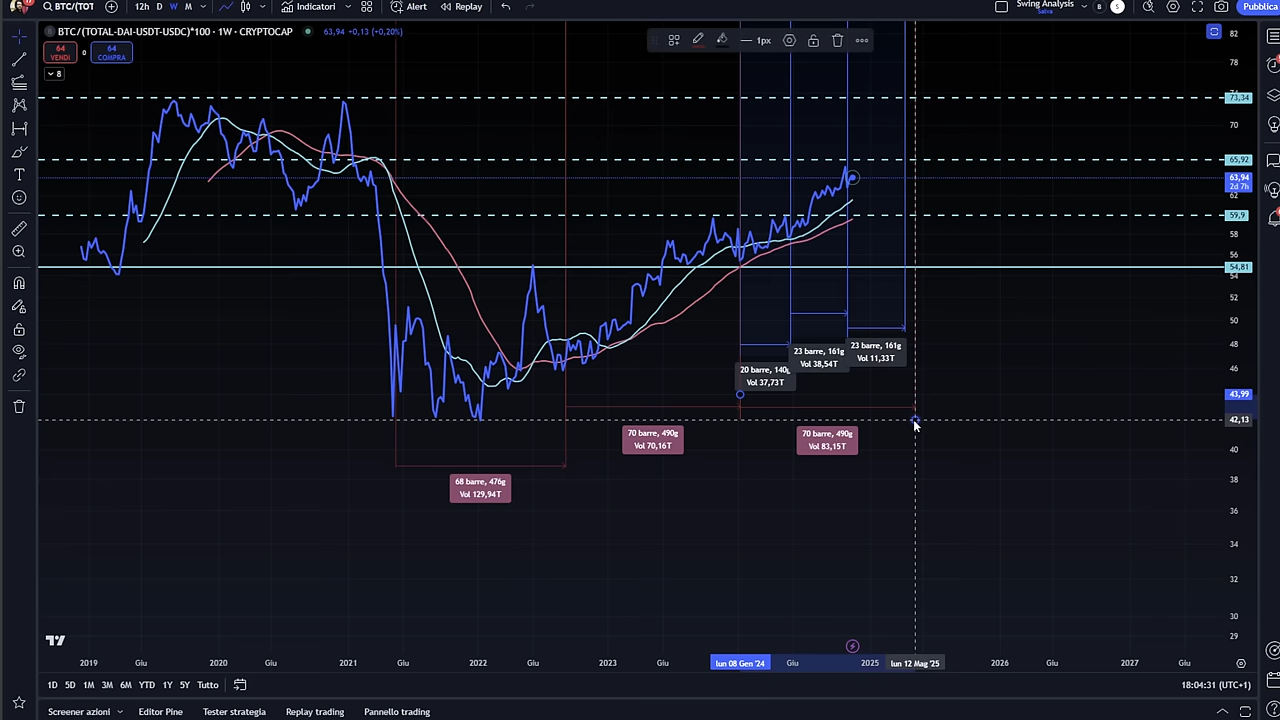 BTC/(TOT
12h D W M
Indicatori
Alert
Replay
Swing Analysis
Salva
B
S
Pubblica
BTC/(TOTAL-DAI-USDT-USDC)*100 · 1W · CRYPTOCAP
63,94 +0,13 (+0,20%)
64
VENDI
0
64
COMPRA
8
1px
82
78
73,34
70
65,92
63,94
2d 7h
62
59,9
58
56
54,81
54
52
50
48
46
43,99
42,13
40
38
36
34
32
30
29
23 barre, 161g
Vol 11,33T
23 barre, 161g
Vol 38,54T
20 barre, 140g
Vol 37,73T
70 barre, 490g
Vol 70,16T
70 barre, 490g
Vol 83,15T
68 barre, 476g
Vol 129,94T
2019 Giu 2020 Giu 2021 Giu 2022 Giu 2023 Giu lun 08 Gen '24 Giu 2025 lun 12 Mag '25 2026 Giu 2027 Giu
1D 5D 1M 3M 6M YTD 1Y 5Y Tutto
18:04:31 (UTC+1)
Screener azioni
Editor Pine
Tester strategia
Replay trading
Pannello trading